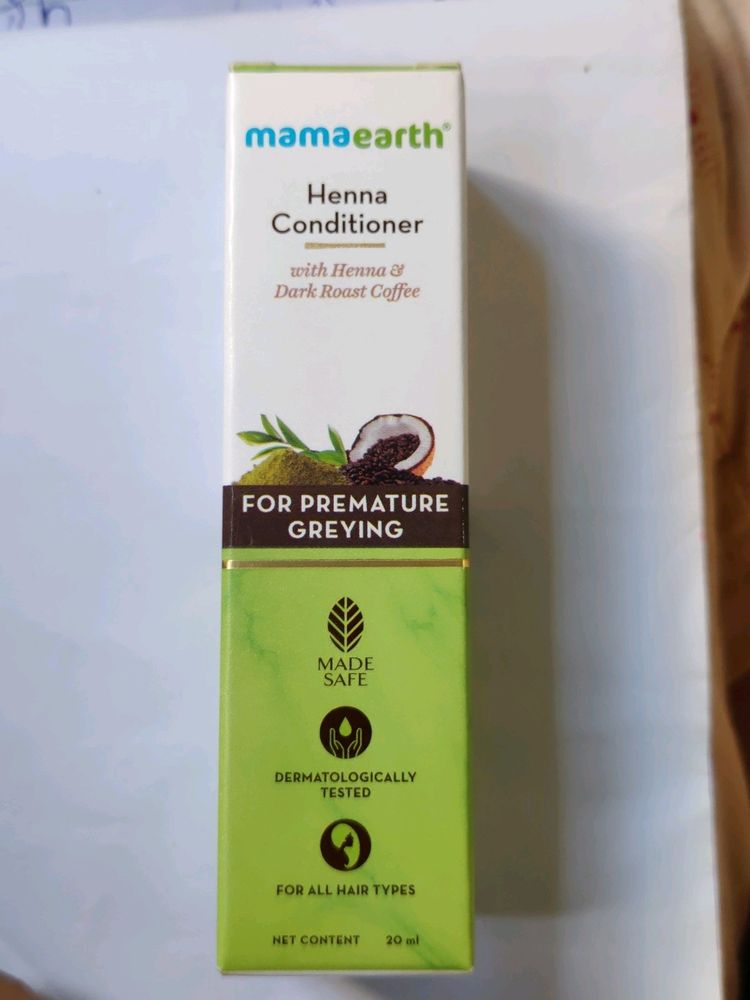 mamaearth®
Henna
Conditioner
with Henna &
Dark Roast Coffee
FOR PREMATURE
GREYING
MADE
SAFE
DERMATOLOGICALLY
TESTED
FOR ALL HAIR TYPES
NET CONTENT 20 ml